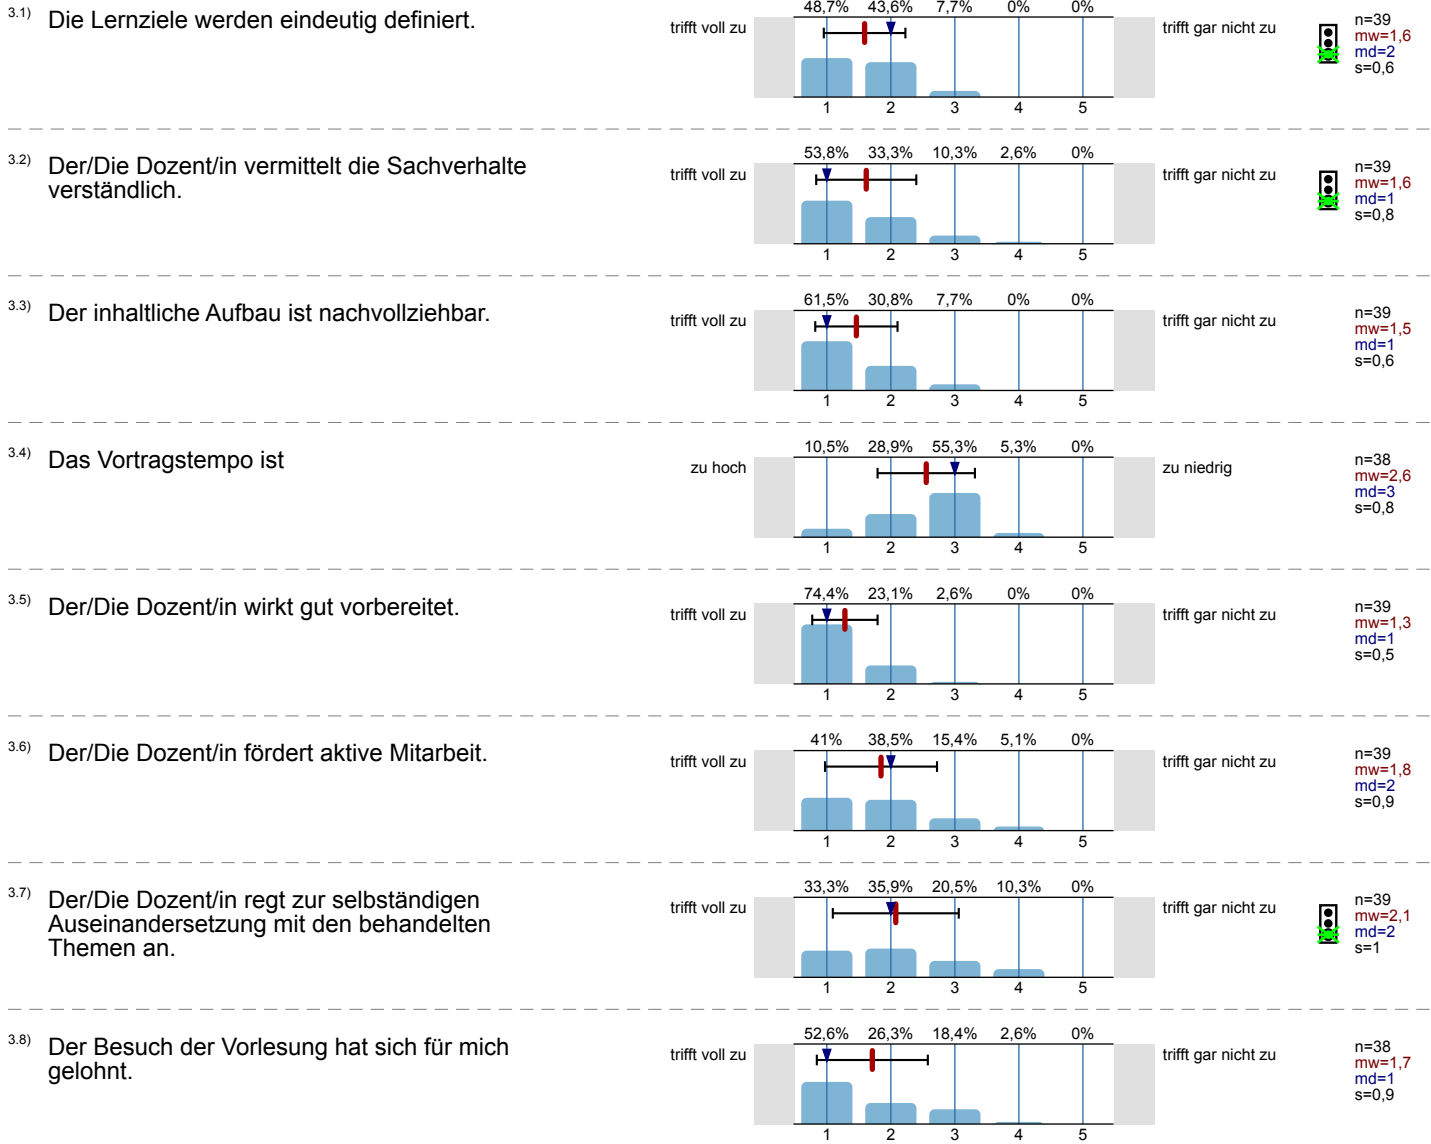 3.1) Die Lernziele werden eindeutig definiert.
trifft voll zu
48,7% 43,6% 7,7% 0% 0%
1 2 3 4 5
trifft gar nicht zu
n=39
mw=1,6
md=2
s=0,6
3.2) Der/Die Dozent/in vermittelt die Sachverhalte
verständlich.
trifft voll zu
53,8% 33,3% 10,3% 2,6% 0%
1 2 3 4 5
trifft gar nicht zu
n=39
mw=1,6
md=1
s=0,8
3.3) Der inhaltliche Aufbau ist nachvollziehbar.
trifft voll zu
61,5% 30,8% 7,7% 0% 0%
1 2 3 4 5
trifft gar nicht zu
n=39
mw=1,5
md=1
s=0,6
3.4) Das Vortragstempo ist
zu hoch
10,5% 28,9% 55,3% 5,3% 0%
1 2 3 4 5
zu niedrig
n=38
mw=2,6
md=3
s=0,8
3.5) Der/Die Dozent/in wirkt gut vorbereitet.
trifft voll zu
74,4% 23,1% 2,6% 0% 0%
1 2 3 4 5
trifft gar nicht zu
n=39
mw=1,3
md=1
s=0,5
3.6) Der/Die Dozent/in fördert aktive Mitarbeit.
trifft voll zu
41% 38,5% 15,4% 5,1% 0%
1 2 3 4 5
trifft gar nicht zu
n=39
mw=1,8
md=2
s=0,9
3.7) Der/Die Dozent/in regt zur selbständigen
Auseinandersetzung mit den behandelten
Themen an.
trifft voll zu
33,3% 35,9% 20,5% 10,3% 0%
1 2 3 4 5
trifft gar nicht zu
n=39
mw=2,1
md=2
s=1
3.8) Der Besuch der Vorlesung hat sich für mich
gelohnt.
trifft voll zu
52,6% 26,3% 18,4% 2,6% 0%
1 2 3 4 5
trifft gar nicht zu
n=38
mw=1,7
md=1
s=0,9